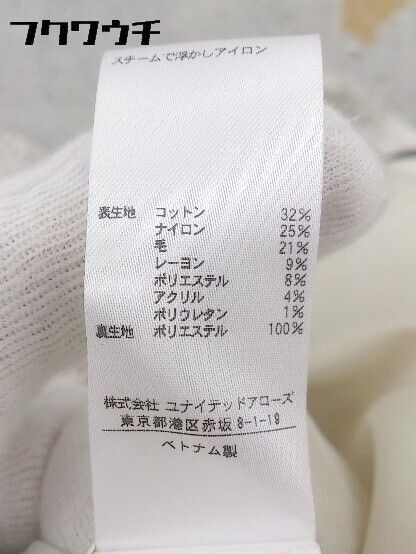 フクワウチ
スチームで浮かしアイロン
表生地 コットン 32%
ナイロン 25%
毛 21%
レーヨン 9%
ポリエステル 8%
アクリル 4%
ポリウレタン 1%
裏生地 ポリエステル 100%
株式会社 ユナイテッドアローズ
東京都港区赤坂 8-1-19
ベトナム製